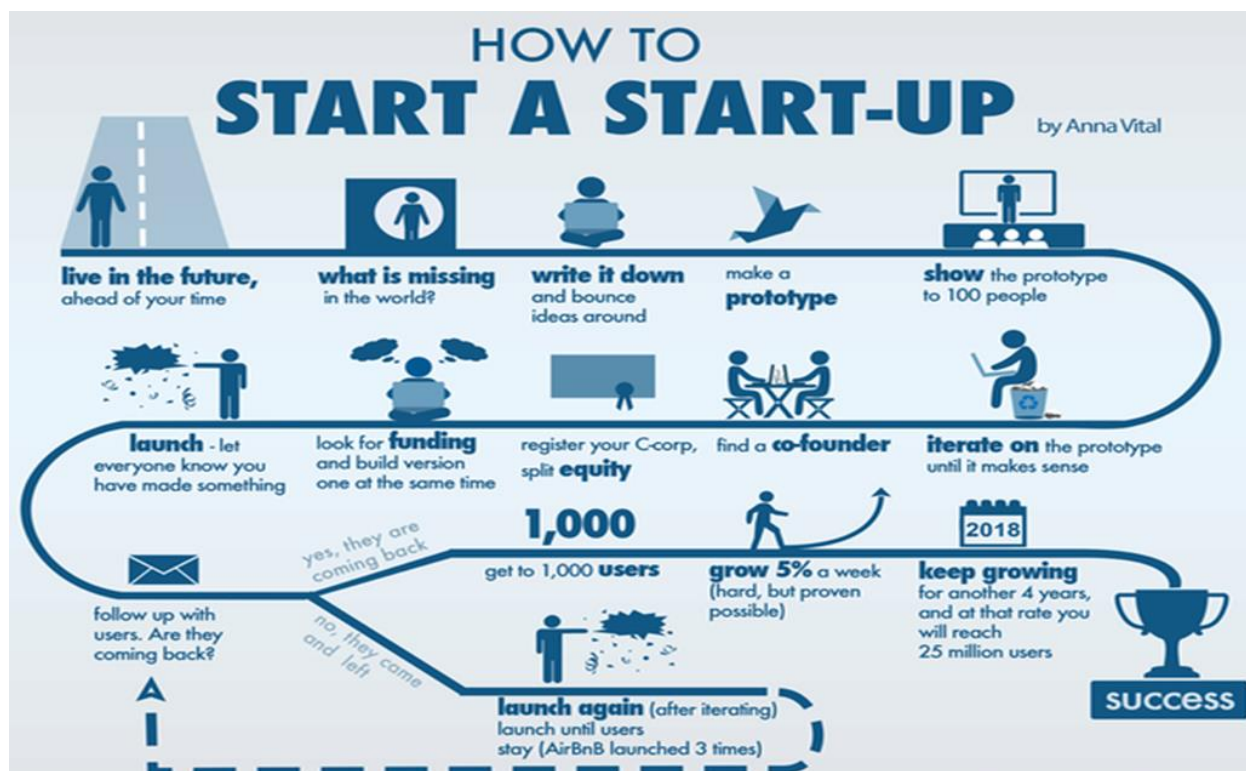 HOW TO
START A START-UP
by Anna Vital
live in the future,
ahead of your time
what is missing
in the world?
write it down
and bounce
ideas around
make a
prototype
show the prototype
to 100 people
iterate on the prototype
until it makes sense
find a co-founder
register your C-corp,
split equity
look for funding
and build version
one at the same time
launch - let
everyone know you
have made something
follow up with
users. Are they
coming back?
yes, they are
coming back
1,000
get to 1,000 users
grow 5% a week
(hard, but proven
possible)
2018
keep growing
for another 4 years,
and at that rate you
will reach
25 million users
success
no, they came
and left
launch again (after iterating)
launch until users
stay (AirBnB launched 3 times)